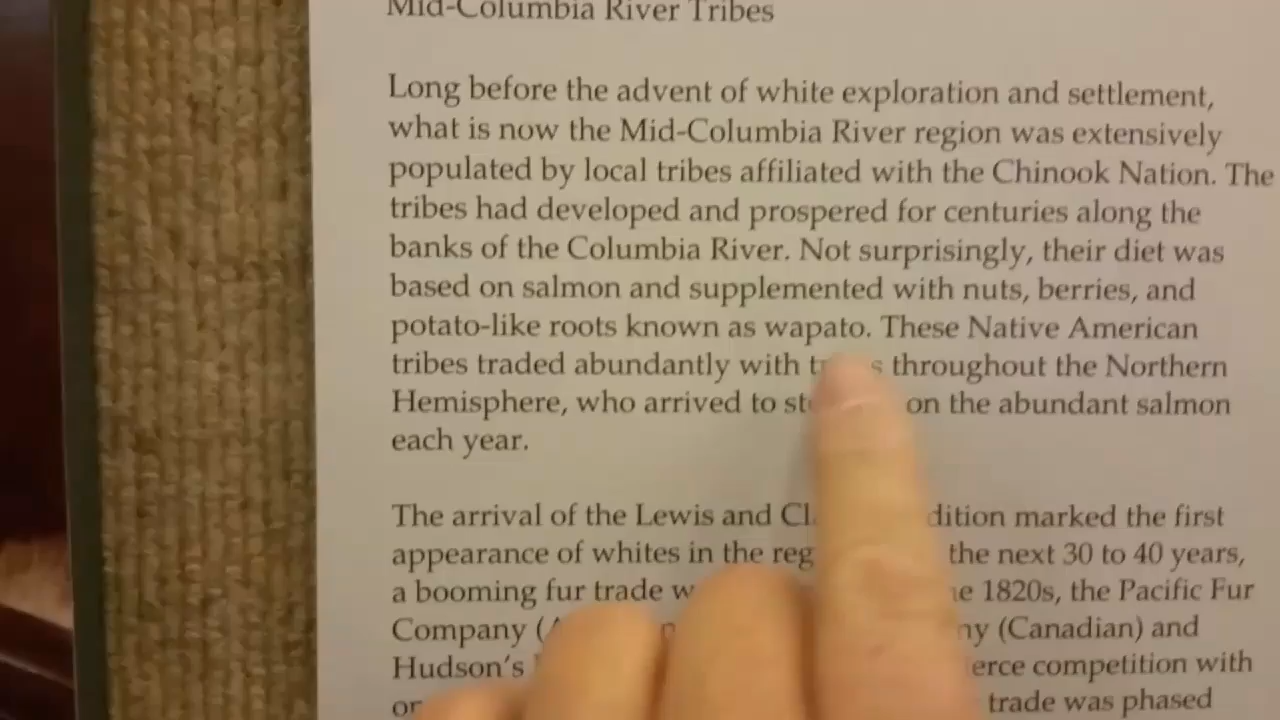 Mid-Columbia River Tribes
Long before the advent of white exploration and settlement,
what is now the Mid-Columbia River region was extensively
populated by local tribes affiliated with the Chinook Nation. The
tribes had developed and prospered for centuries along the
banks of the Columbia River. Not surprisingly, their diet was
based on salmon and supplemented with nuts, berries, and
potato-like roots known as wapato. These Native American
tribes traded abundantly with throughout the Northern
Hemisphere, who arrived to on the abundant salmon
each year.
The arrival of the Lewis and marked the first
appearance of whites in the the next 30 to 40 years,
a booming fur trade 1820s, the Pacific Fur
Company (Canadian) and
Hudson's competition with
trade was phased